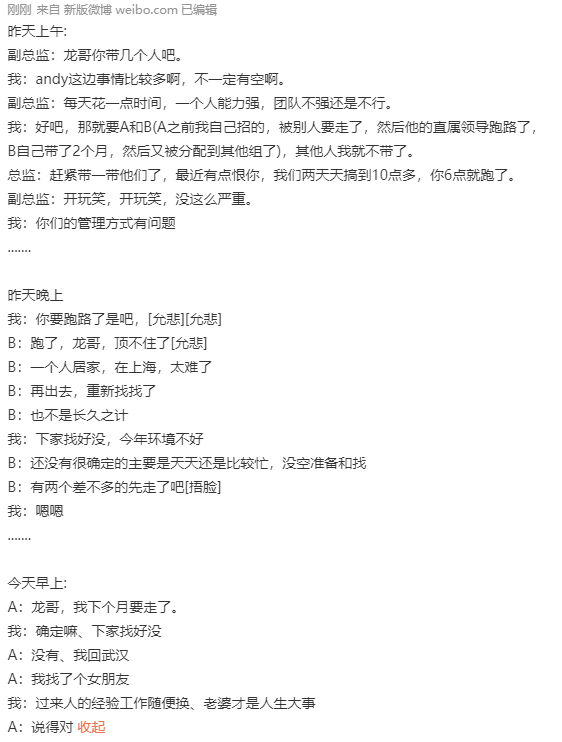 刚刚 来自 新版微博 weibo.com 已编辑
昨天上午:
副总监：龙哥你带几个人吧。
我：andy这边事情比较多啊，不一定有空啊。
副总监：每天花一点时间，一个人能力强，团队不强还是不行。
我：好吧，那就要A和B(A之前我自己招的，被别人要走了，然后他的直属领导跑路了，
B自己带了2个月，然后又被分配到其他组了)，其他人我就不带了。
总监：赶紧带一带他们了，最近有点恨你，我们两天天搞到10点多，你6点就跑了。
副总监：开玩笑，开玩笑，没这么严重。
我：你们的管理方式有问题
.......
昨天晚上
我：你要跑路了是吧，[允悲][允悲]
B：跑了，龙哥，顶不住了[允悲]
B：一个人居家，在上海，太难了
B：再出去，重新找找了
B：也不是长久之计
我：下家找好没，今年环境不好
B：还没有很确定的主要是天天还是比较忙，没空准备和找
B：有两个差不多的先走了吧[捂脸]
我：嗯嗯
.......
今天早上:
A：龙哥，我下个月要走了。
我：确定嘛、下家找好没
A：没有、我回武汉
A：我找了个女朋友
我：过来人的经验工作随便换、老婆才是人生大事
A：说得对 收起